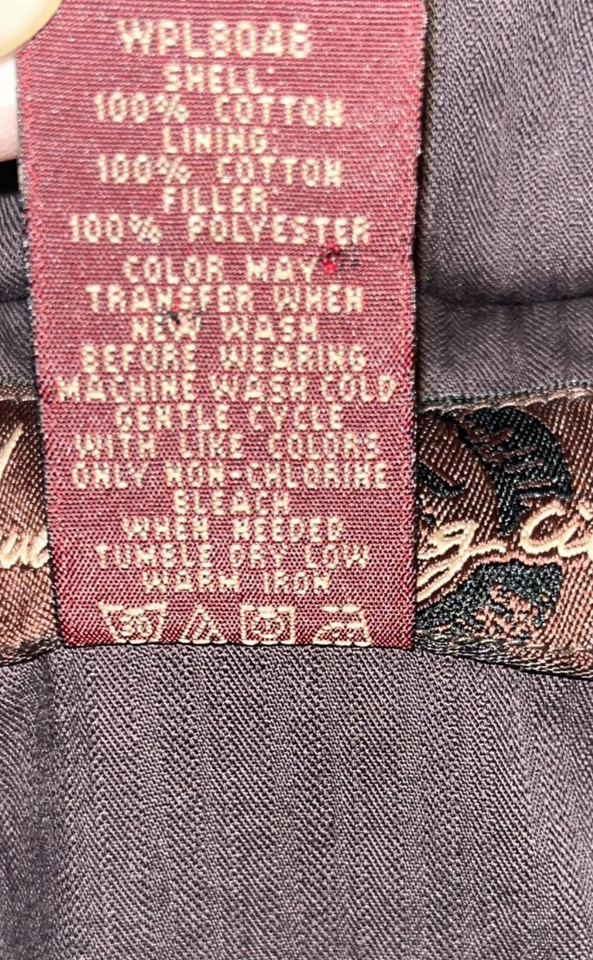 WPL8046
SHELL:
100% COTTON
LINING:
100% COTTON
FILLER:
100% POLYESTER
COLOR MAY
TRANSFER WHEN
NEW WASH
BEFORE WEARING
MACHINE WASH COLD
GENTLE CYCLE
WITH LIKE COLORS
ONLY NON-CHLORINE
BLEACH
WHEN NEEDED
TUMBLE DRY LOW
WARM IRON
30